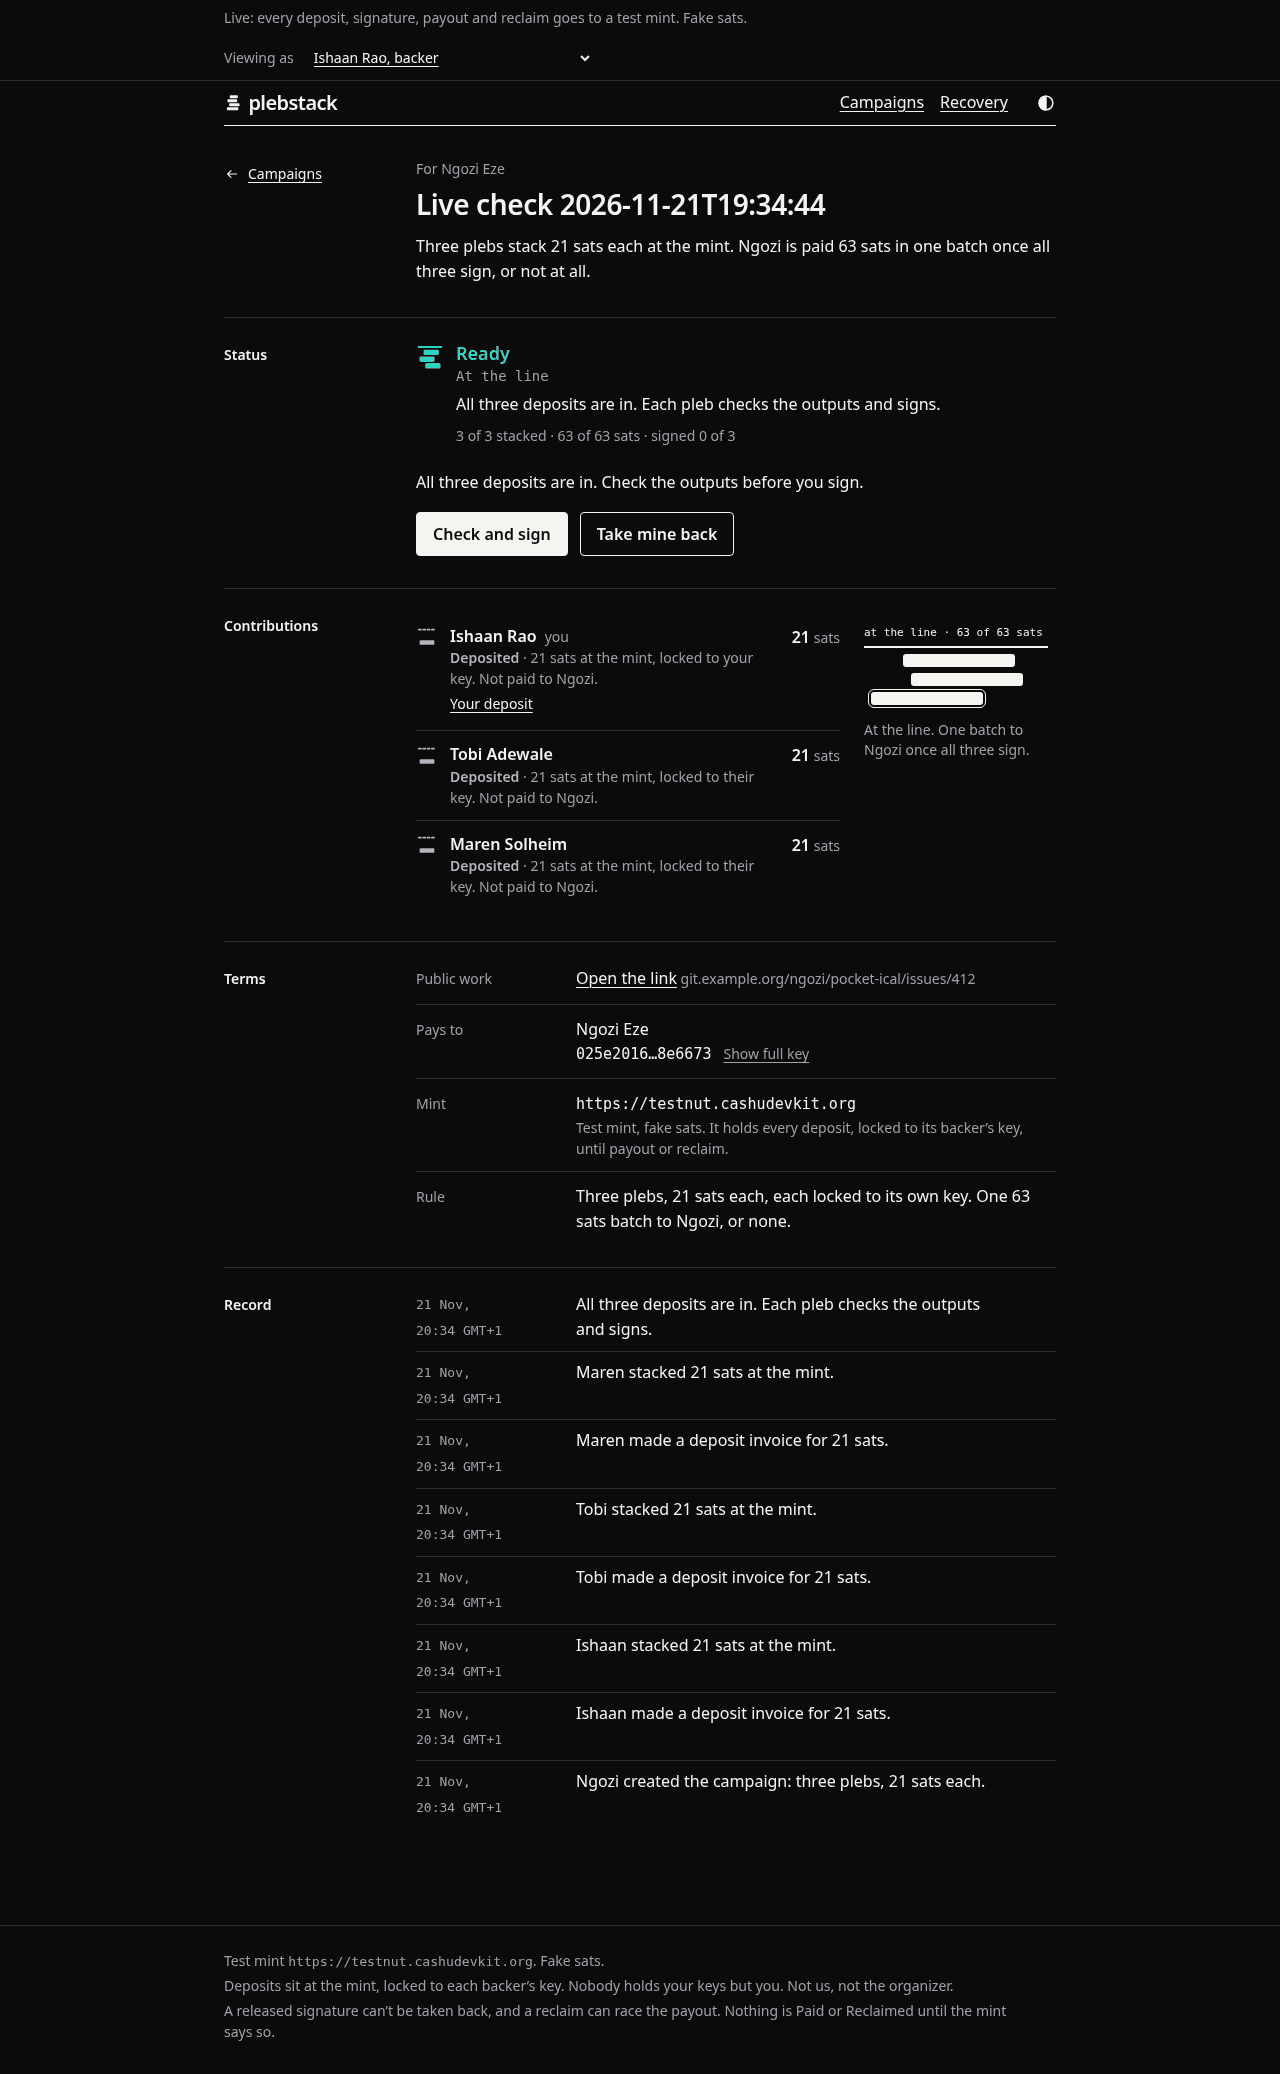 Live: every deposit, signature, payout and reclaim goes to a test mint. Fake sats.
Viewing as Ishaan Rao, backer
plebstack Campaigns Recovery
← Campaigns
For Ngozi Eze
Live check 2026-11-21T19:34:44
Three plebs stack 21 sats each at the mint. Ngozi is paid 63 sats in one batch once all
three sign, or not at all.
Status
Ready
At the line
All three deposits are in. Each pleb checks the outputs and signs.
3 of 3 stacked · 63 of 63 sats · signed 0 of 3
All three deposits are in. Check the outputs before you sign.
Check and sign Take mine back
Contributions
Ishaan Rao you 21 sats
Deposited · 21 sats at the mint, locked to your
key. Not paid to Ngozi.
Your deposit
Tobi Adewale 21 sats
Deposited · 21 sats at the mint, locked to their
key. Not paid to Ngozi.
Maren Solheim 21 sats
Deposited · 21 sats at the mint, locked to their
key. Not paid to Ngozi.
at the line · 63 of 63 sats
At the line. One batch to
Ngozi once all three sign.
Terms
Public work Open the link git.example.org/ngozi/pocket-ical/issues/412
Pays to Ngozi Eze
025e2016…8e6673 Show full key
Mint https://testnut.cashudevkit.org
Test mint, fake sats. It holds every deposit, locked to its backer’s key,
until payout or reclaim.
Rule Three plebs, 21 sats each, each locked to its own key. One 63
sats batch to Ngozi, or none.
Record
21 Nov,
20:34 GMT+1
All three deposits are in. Each pleb checks the outputs
and signs.
21 Nov,
20:34 GMT+1
Maren stacked 21 sats at the mint.
21 Nov,
20:34 GMT+1
Maren made a deposit invoice for 21 sats.
21 Nov,
20:34 GMT+1
Tobi stacked 21 sats at the mint.
21 Nov,
20:34 GMT+1
Tobi made a deposit invoice for 21 sats.
21 Nov,
20:34 GMT+1
Ishaan stacked 21 sats at the mint.
21 Nov,
20:34 GMT+1
Ishaan made a deposit invoice for 21 sats.
21 Nov,
20:34 GMT+1
Ngozi created the campaign: three plebs, 21 sats each.
Test mint https://testnut.cashudevkit.org. Fake sats.
Deposits sit at the mint, locked to each backer’s key. Nobody holds your keys but you. Not us, not the organizer.
A released signature can’t be taken back, and a reclaim can race the payout. Nothing is Paid or Reclaimed until the mint
says so.